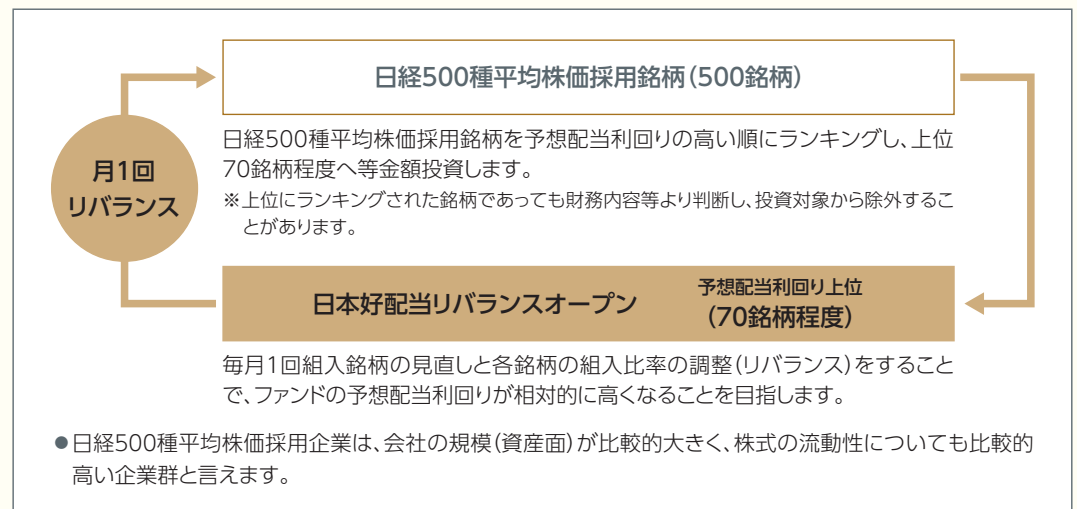 日経500種平均株価採用銘柄（500銘柄）
日経500種平均株価採用銘柄を予想配当利回りの高い順にランキングし、上位
70銘柄程度へ等金額投資します。
※上位にランキングされた銘柄であっても財務内容等より判断し、投資対象から除外するこ
とがあります。
月1回
リバランス
日本好配当リバランスオープン
予想配当利回り上位
（70銘柄程度）
毎月1回組入銘柄の見直しと各銘柄の組入比率の調整（リバランス）をすること
で、ファンドの予想配当利回りが相対的に高くなることを目指します。
●日経500種平均株価採用企業は、会社の規模（資産面）が比較的大きく、株式の流動性についても比較的
高い企業群と言えます。